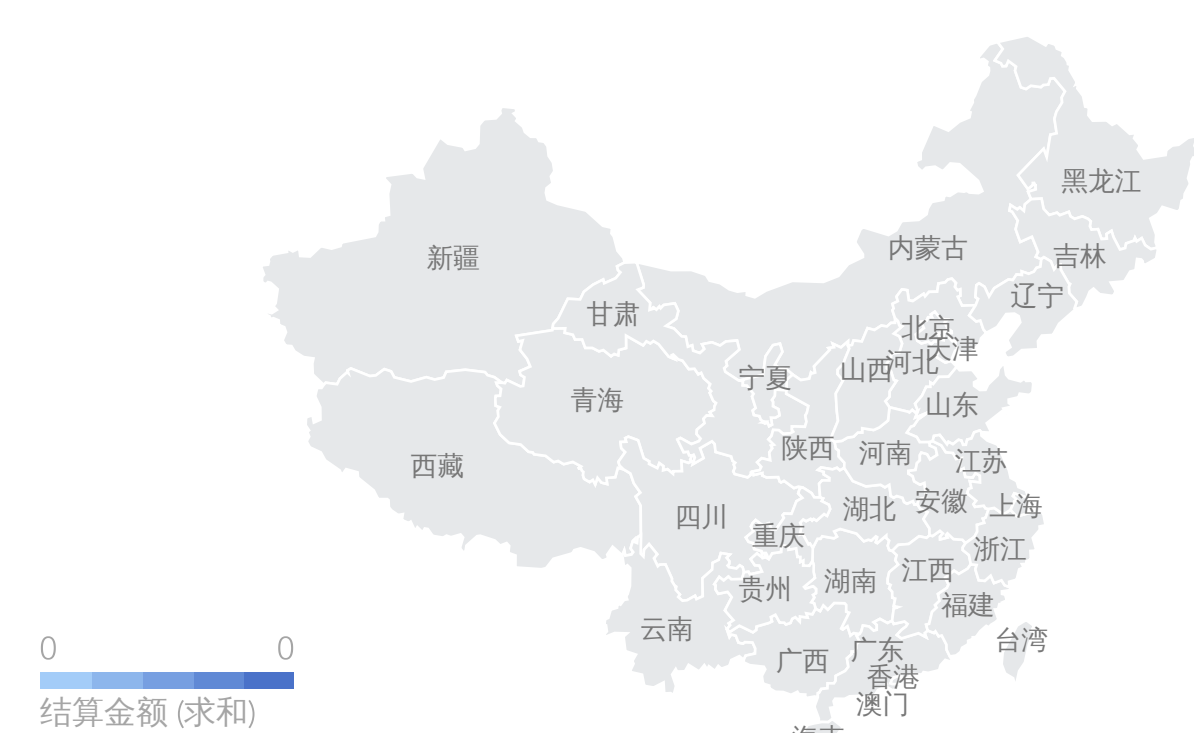 黑龙江
内蒙古
吉林
新疆
辽宁
甘肃
北京
天津
河北
山西
宁夏
青海
山东
陕西
河南
江苏
西藏
安徽
上海
湖北
四川
重庆
浙江
江西
湖南
贵州
福建
云南
台湾
广东
广西
香港
澳门
海南
0 0
结算金额 (求和)